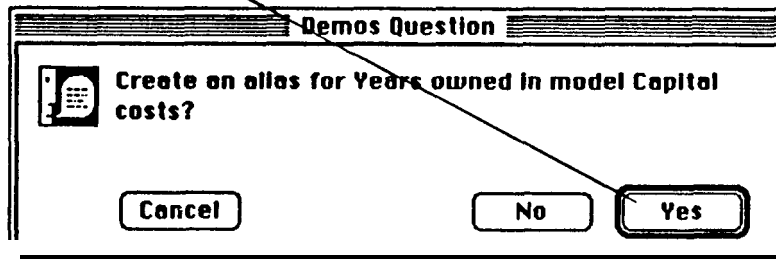 Demos Question
Create an alias for Years owned in model Capital
costs?
Cancel
No
Yes